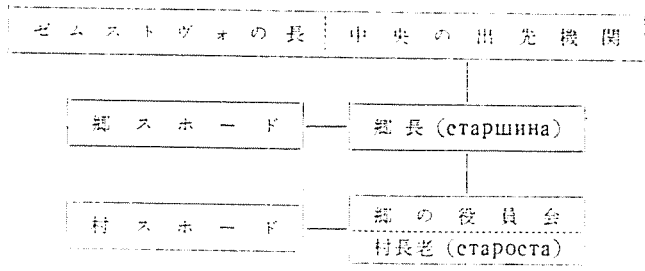 ゼムストヴォの長 中央の出先機関
郷スホード 郷長 (старшина)
村スホード 郷の役員会
村長老 (староста)